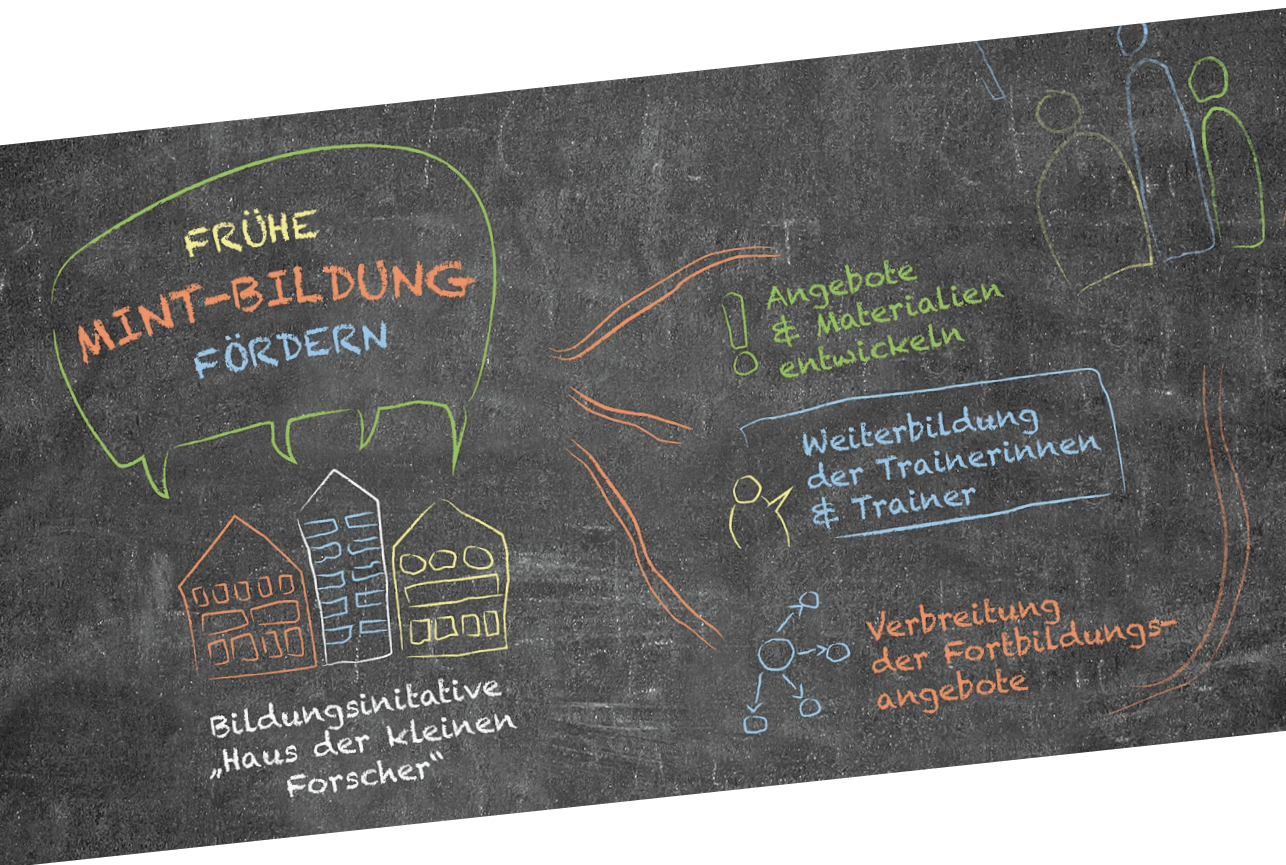 FRÜHE
MINT-BILDUNG
FÖRDERN
Bildungsinitative
„Haus der kleinen
Forscher“
Angebote
& Materialien
entwickeln
Weiterbildung
der Trainerinnen
& Trainer
Verbreitung
der Fortbildungs-
angebote